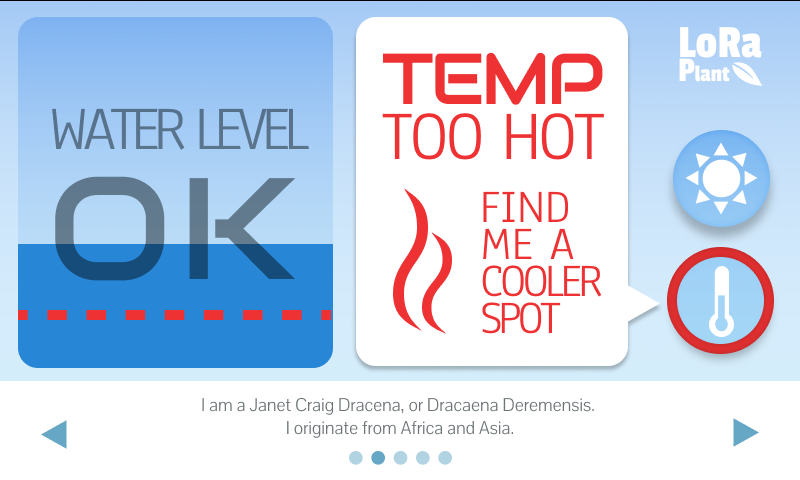 WATER LEVEL
OK
TEMP
TOO HOT
FIND
ME A
COOLER
SPOT
LoRa
Plant
I am a Janet Craig Dracena, or Dracaena Deremensis.
I originate from Africa and Asia.